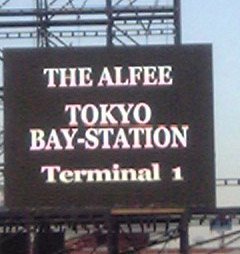 THE ALFEE
TOKYO
BAY-STATION
Terminal 1